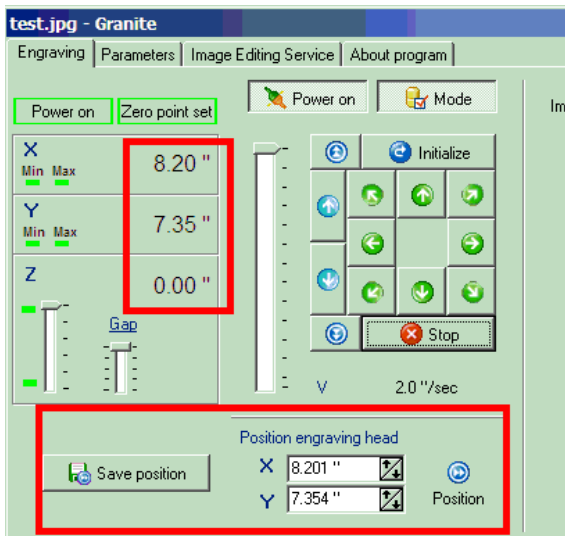 test.jpg - Granite
Engraving Parameters Image Editing Service About program
Power on Zero point set Power on Mode
Im
X 8.20 "
Min Max
Initialize
Y 7.35 "
Min Max
Z 0.00 "
Gap
Stop
V 2.0 "/sec
Position engraving head
Save position X 8.201 "
Y 7.354 " Position